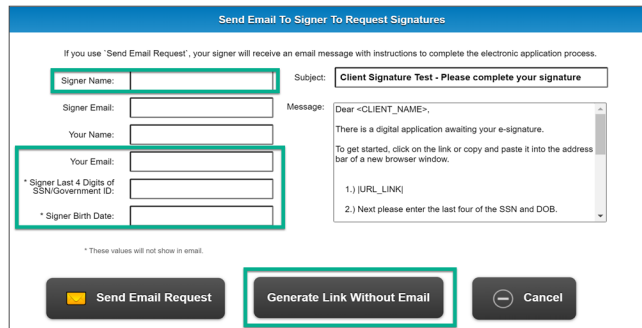 Send Email To Signer To Request Signatures
If you use `Send Email Request`, your signer will receive an email message with instructions to complete the electronic application process.
Signer Name:
Subject: Client Signature Test - Please complete your signature
Signer Email:
Message: Dear <CLIENT_NAME>,
There is a digital application awaiting your e-signature.
Your Name:
To get started, click on the link or copy and paste it into the address
bar of a new browser window.
Your Email:
* Signer Last 4 Digits of
SSN/Government ID:
1.) |URL_LINK|
* Signer Birth Date:
2.) Next please enter the last four of the SSN and DOB.
* These values will not show in email.
Send Email Request
Generate Link Without Email
Cancel